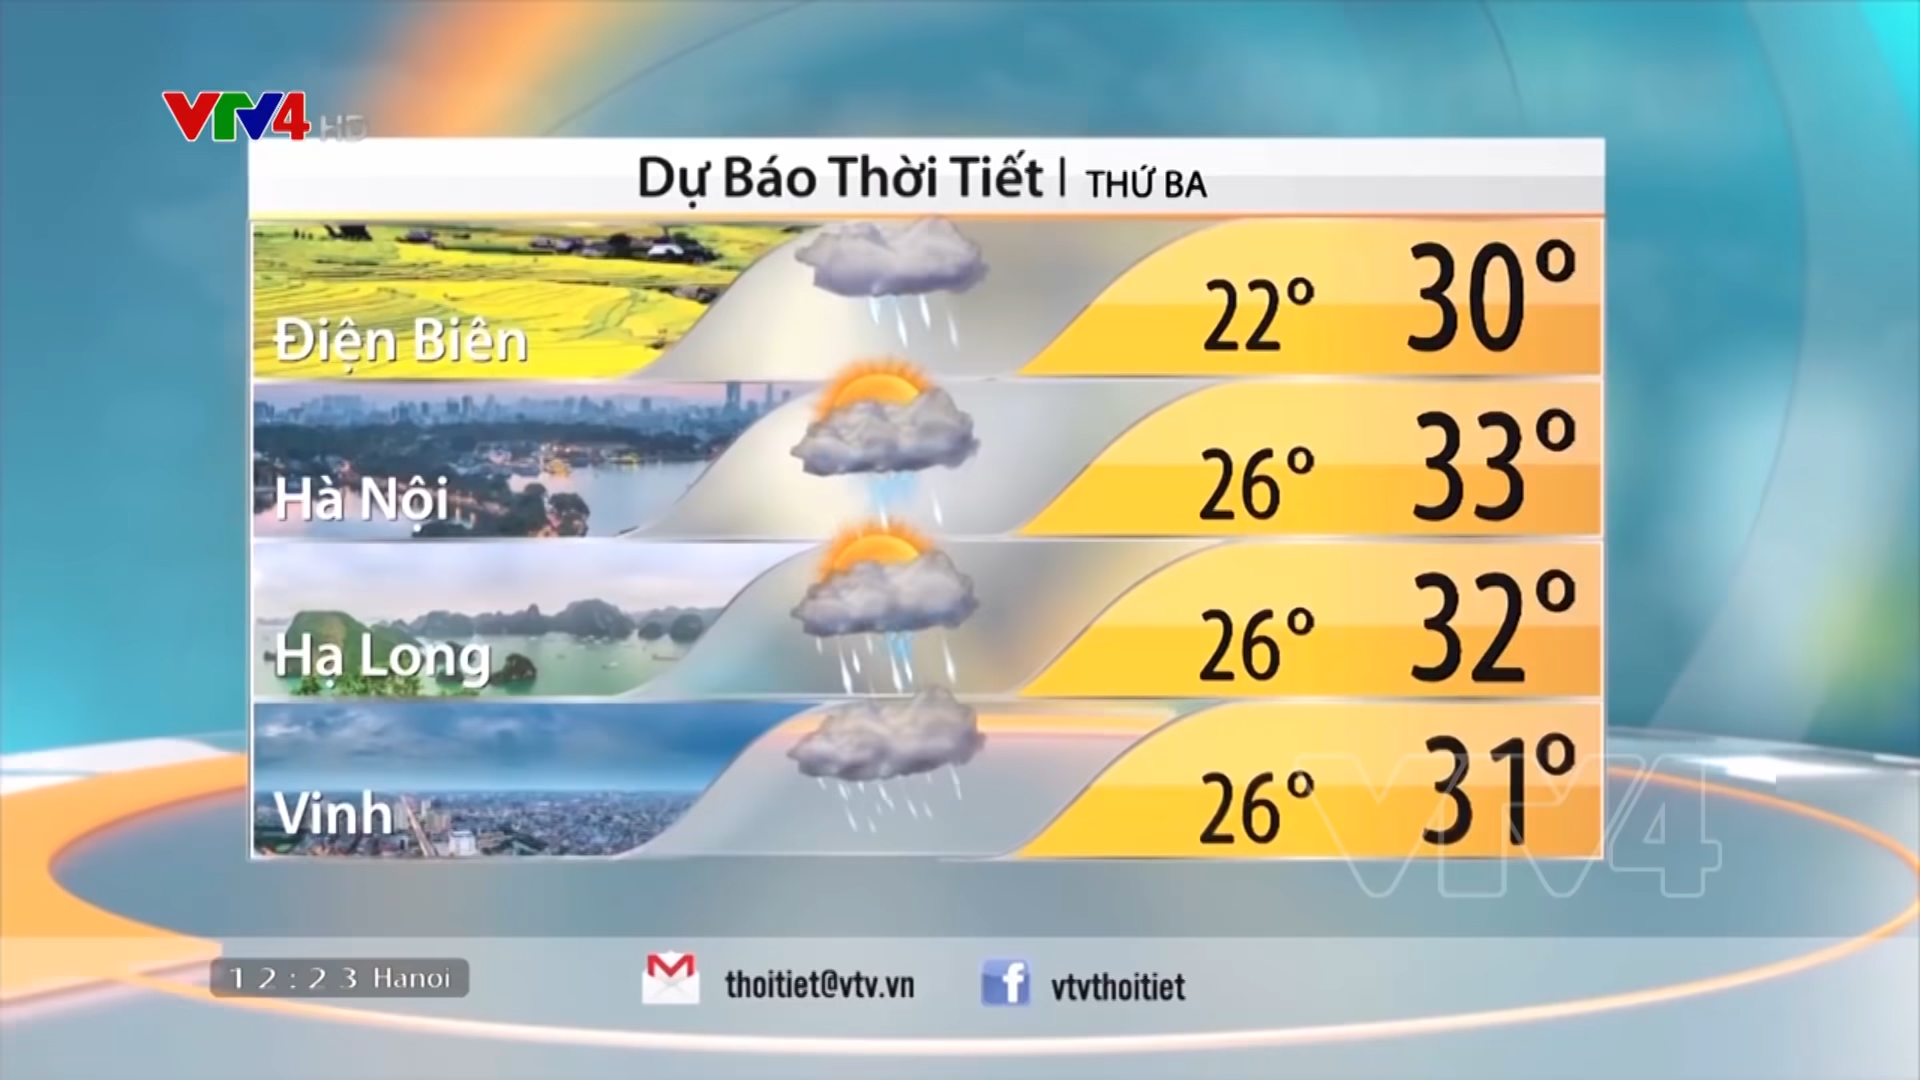 VTV4 HD
Dự Báo Thời Tiết | THỨ BA
Điện Biên 22° 30°
Hà Nội 26° 33°
Hạ Long 26° 32°
Vinh 26° 31°
VTV4
12:23 Hanoi
thoitiet@vtv.vn vtvthoitiet